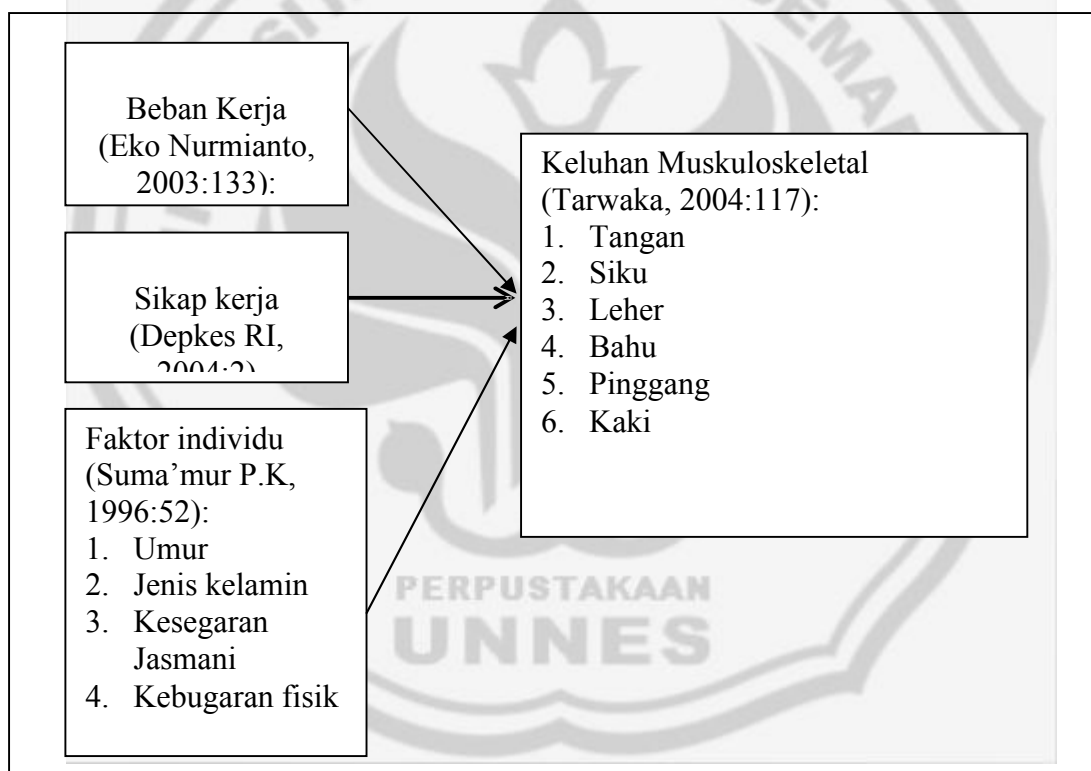 Beban Kerja
(Eko Nurmianto,
2003:133):
Sikap kerja
(Depkes RI,
2004:2)
Faktor individu
(Suma’mur P.K,
1996:52):
1. Umur
2. Jenis kelamin
3. Kesegaran
Jasmani
4. Kebugaran fisik
Keluhan Muskuloskeletal
(Tarwaka, 2004:117):
1. Tangan
2. Siku
3. Leher
4. Bahu
5. Pinggang
6. Kaki
PERPUSTAKAAN
UNNES